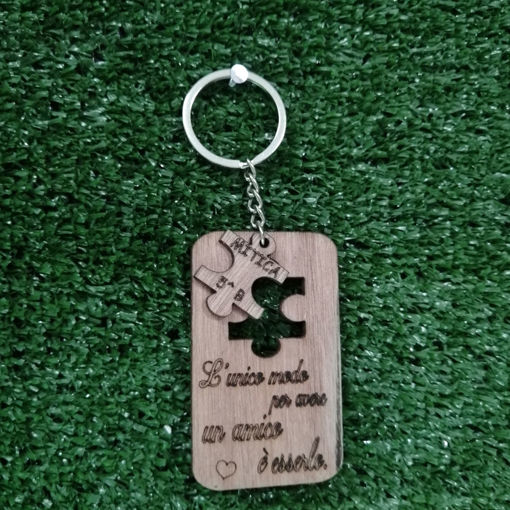 MITICA
5^ B
L'unico modo
per avere
un amico
è esserlo.